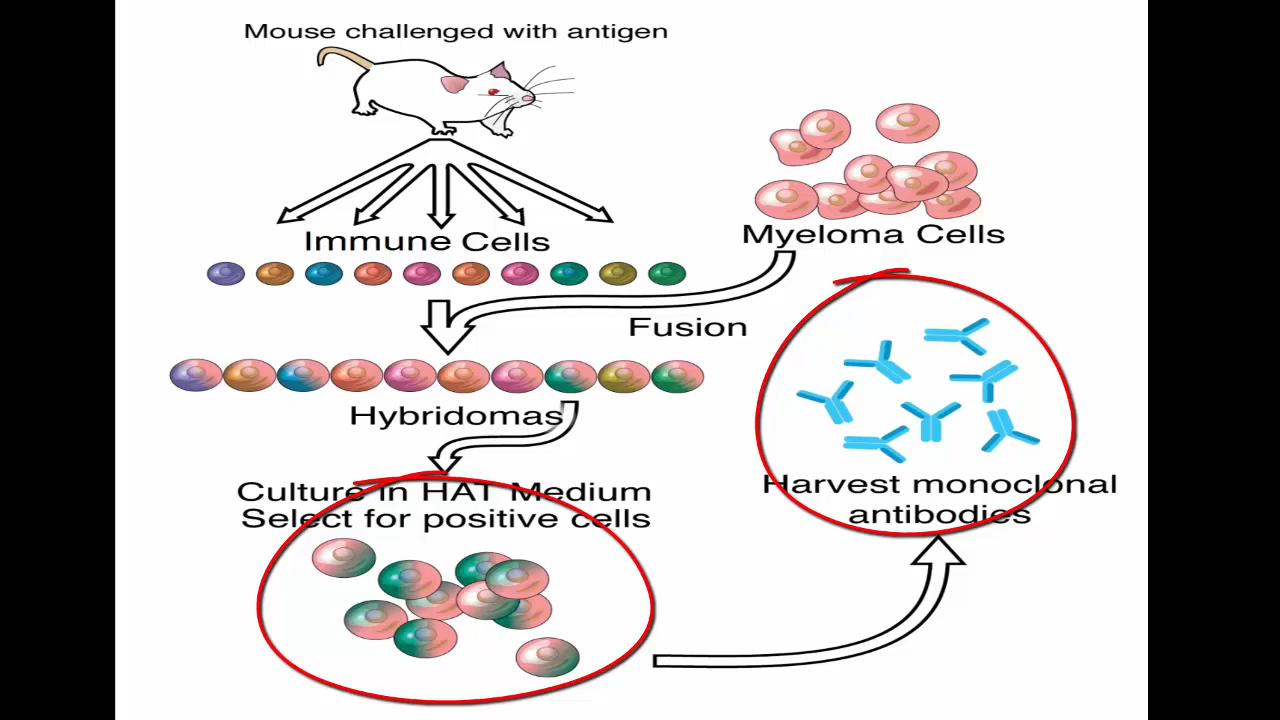 Mouse challenged with antigen
Immune Cells
Myeloma Cells
Fusion
Hybridomas
Culture in HAT Medium
Select for positive cells
Harvest monoclonal
antibodies